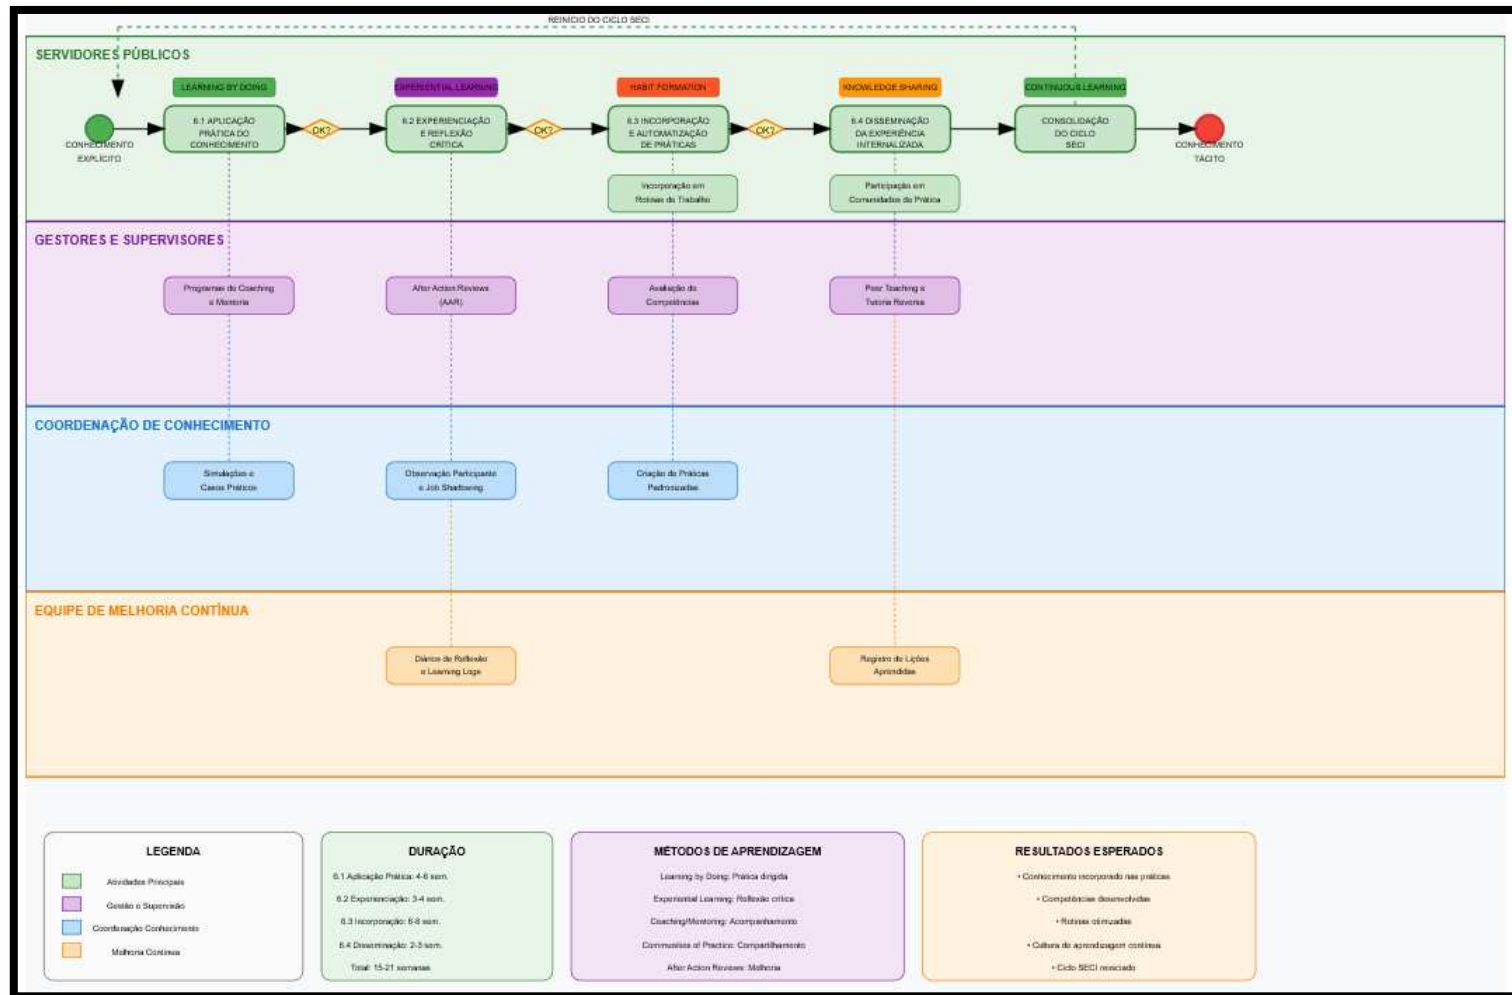 REINÍCIO DO CICLO SECI
SERVIDORES PÚBLICOS
LEARNING BY DOING
EXPERIENTIAL LEARNING
HABIT FORMATION
KNOWLEDGE SHARING
CONTINUOUS LEARNING
CONHECIMENTO
EXPLÍCITO
6.1 APLICAÇÃO
PRÁTICA DO
CONHECIMENTO
OK?
6.2 EXPERIENCIAÇÃO
E REFLEXÃO
CRÍTICA
OK?
6.3 INCORPORAÇÃO
E AUTOMATIZAÇÃO
DE PRÁTICAS
OK?
6.4 DISSEMINAÇÃO
DA EXPERIÊNCIA
INTERNALIZADA
CONSOLIDAÇÃO
DO CICLO
SECI
CONHECIMENTO
TÁCITO
Incorporação em
Rotinas de Trabalho
Participação em
Comunidades de Prática
GESTORES E SUPERVISORES
Programas de Coaching
e Mentoria
After Action Reviews
(AAR)
Avaliação de
Competências
Peer Teaching e
Tutoria Reversa
COORDENAÇÃO DE CONHECIMENTO
Simulações e
Casos Práticos
Observação Participante
e Job Shadowing
Criação de Práticas
Padronizadas
EQUIPE DE MELHORIA CONTÍNUA
Diários de Reflexão
e Learning Logs
Registro de Lições
Aprendidas
LEGENDA
Atividades Principais
Gestão e Supervisão
Coordenação Conhecimento
Melhoria Contínua
DURAÇÃO
6.1 Aplicação Prática: 4-6 sem.
6.2 Experienciação: 3-4 sem.
6.3 Incorporação: 6-8 sem.
6.4 Disseminação: 2-3 sem.
Total: 15-21 semanas
MÉTODOS DE APRENDIZAGEM
Learning by Doing: Prática dirigida
Experiential Learning: Reflexão crítica
Coaching/Mentoring: Acompanhamento
Communities of Practice: Compartilhamento
After Action Reviews: Melhoria
RESULTADOS ESPERADOS
• Conhecimento incorporado nas práticas
• Competências desenvolvidas
• Rotinas otimizadas
• Cultura de aprendizagem contínua
• Ciclo SECI reiniciado